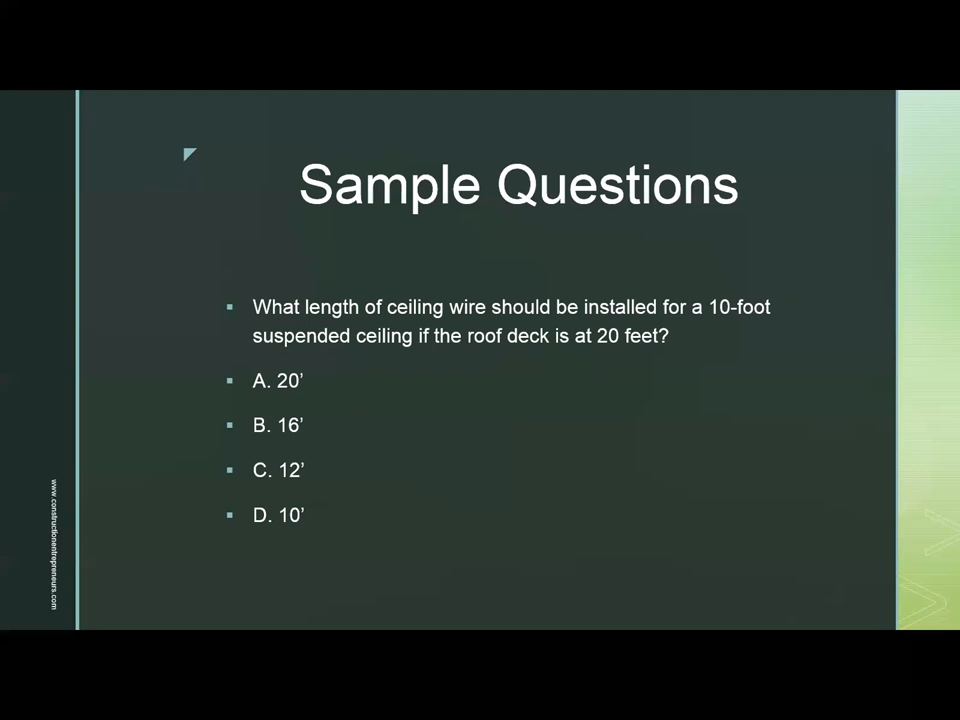 Sample Questions
▪ What length of ceiling wire should be installed for a 10-foot
suspended ceiling if the roof deck is at 20 feet?
▪ A. 20’
▪ B. 16’
▪ C. 12’
▪ D. 10’
www.constructionentrepreneurs.com